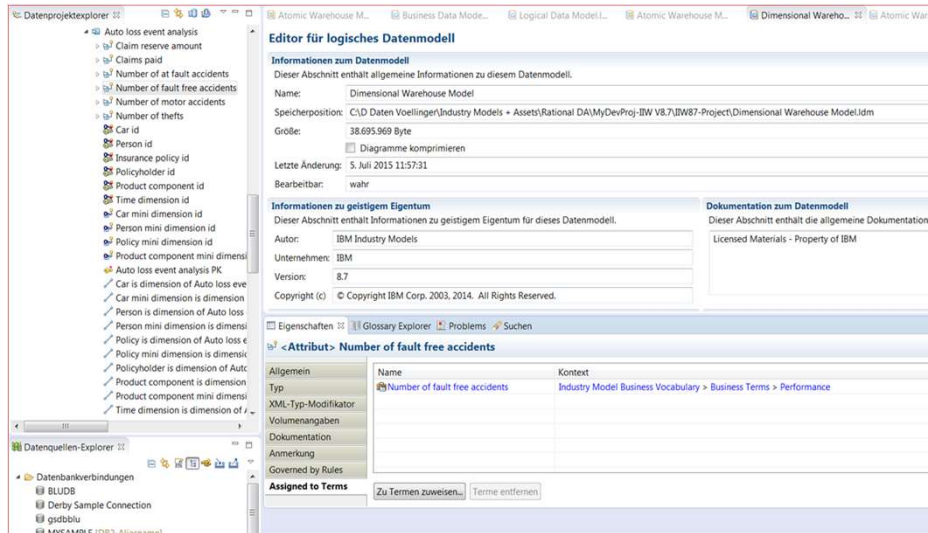 Datenprojektexplorer
Auto loss event analysis
Claim reserve amount
Claims paid
Number of at fault accidents
Number of fault free accidents
Number of motor accidents
Number of thefts
Car id
Person id
Insurance policy id
Policyholder id
Product component id
Time dimension id
Car mini dimension id
Person mini dimension id
Policy mini dimension id
Product component mini dimensi
Auto loss event analysis PK
Car is dimension of Auto loss eve
Car mini dimension is dimension
Person is dimension of Auto loss
Person mini dimension is dimensi
Policy is dimension of Auto loss e
Policy mini dimension is dimensio
Policyholder is dimension of Auto
Product component is dimension
Product component mini dimensi
Time dimension is dimension of
Datenquellen-Explorer
Datenbankverbindungen
BLUDB
Derby Sample Connection
gsdbblu
MYSAMPLE [DB2-Aliasname]
Atomic Warehouse M... Business Data Mode... Logical Data Model.l... Atomic Warehouse M... Dimensional Wareho... Atomic War
Editor für logisches Datenmodell
Informationen zum Datenmodell
Dieser Abschnitt enthält allgemeine Informationen zu diesem Datenmodell.
Name: Dimensional Warehouse Model
Speicherposition: C:\D Daten Voellinger\Industry Models + Assets\Rational DA\MyDevProj-IIW V8.7\IIW87-Project\Dimensional Warehouse Model.ldm
Größe: 38.695.969 Byte
Diagramme komprimieren
Letzte Änderung: 5. Juli 2015 11:57:31
Bearbeitbar: wahr
Informationen zu geistigem Eigentum
Dieser Abschnitt enthält Informationen zu geistigem Eigentum für dieses Datenmodell.
Autor: IBM Industry Models
Unternehmen: IBM
Version: 8.7
Copyright (c) © Copyright IBM Corp. 2003, 2014. All Rights Reserved.
Dokumentation zum Datenmodell
Dieser Abschnitt enthält die allgemeine Dokumentation
Licensed Materials - Property of IBM
Eigenschaften Glossary Explorer Problems Suchen
<Attribut> Number of fault free accidents
Allgemein
Typ
XML-Typ-Modifikator
Volumenangaben
Dokumentation
Anmerkung
Governed by Rules
Assigned to Terms
Name Kontext
Number of fault free accidents Industry Model Business Vocabulary > Business Terms > Performance
Zu Termen zuweisen... Terme entfernen